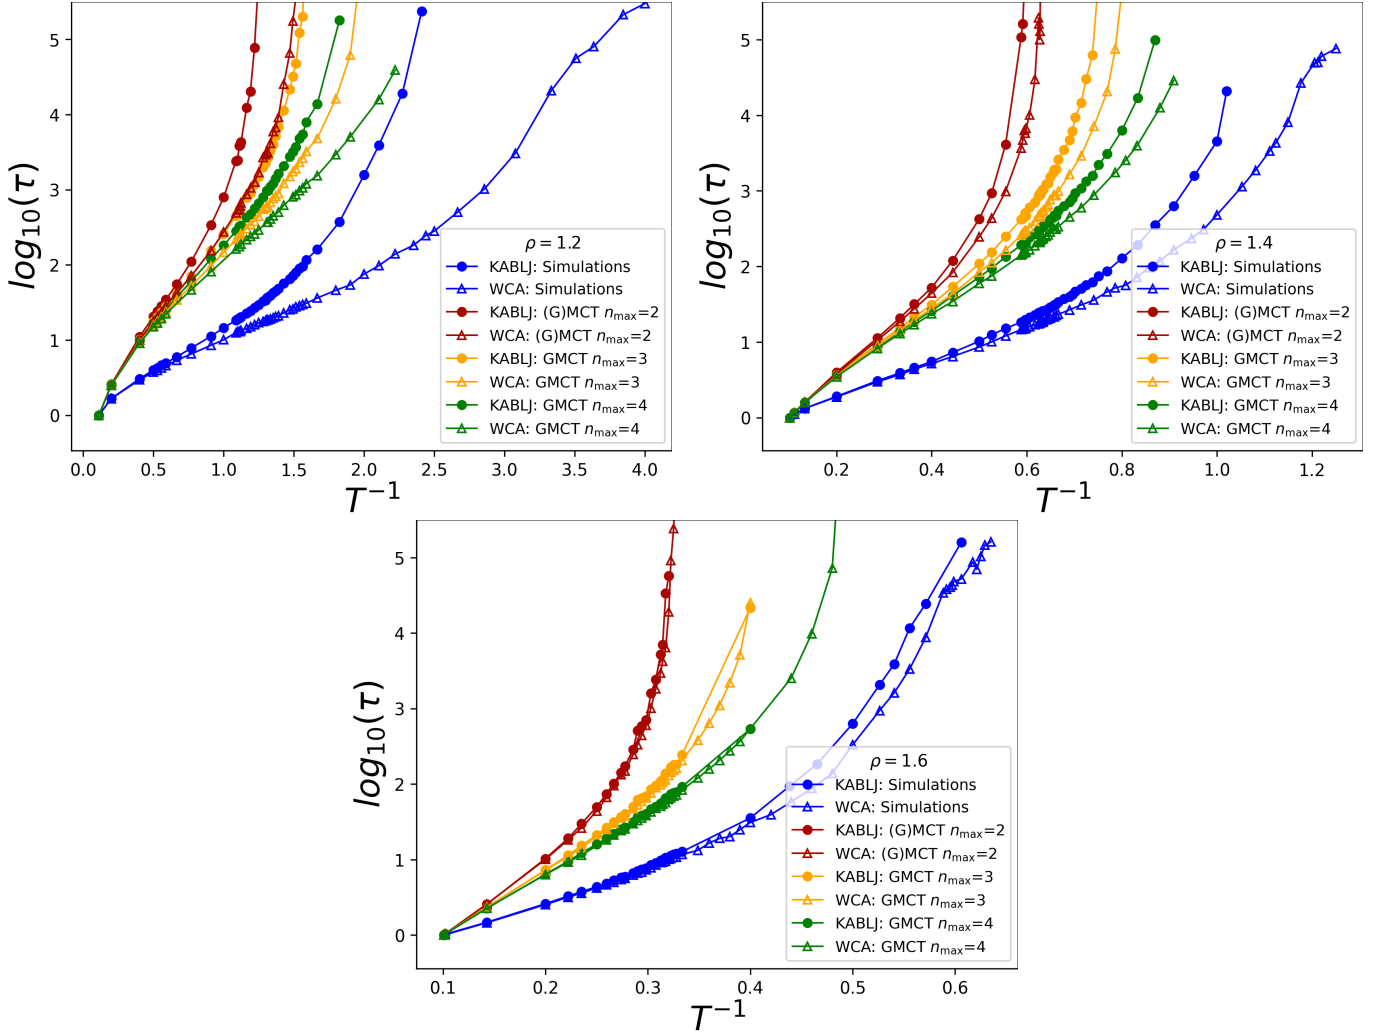 5
4
3
2
1
0
log₁₀(τ)
ρ = 1.2
KABLJ: Simulations
WCA: Simulations
KABLJ: (G)MCT nmax=2
WCA: (G)MCT nmax=2
KABLJ: GMCT nmax=3
WCA: GMCT nmax=3
KABLJ: GMCT nmax=4
WCA: GMCT nmax=4
0.0 0.5 1.0 1.5 2.0 2.5 3.0 3.5 4.0
T⁻¹
5
4
3
2
1
0
log₁₀(τ)
ρ = 1.4
KABLJ: Simulations
WCA: Simulations
KABLJ: (G)MCT nmax=2
WCA: (G)MCT nmax=2
KABLJ: GMCT nmax=3
WCA: GMCT nmax=3
KABLJ: GMCT nmax=4
WCA: GMCT nmax=4
0.2 0.4 0.6 0.8 1.0 1.2
T⁻¹
5
4
3
2
1
0
log₁₀(τ)
ρ = 1.6
KABLJ: Simulations
WCA: Simulations
KABLJ: (G)MCT nmax=2
WCA: (G)MCT nmax=2
KABLJ: GMCT nmax=3
WCA: GMCT nmax=3
KABLJ: GMCT nmax=4
WCA: GMCT nmax=4
0.1 0.2 0.3 0.4 0.5 0.6
T⁻¹